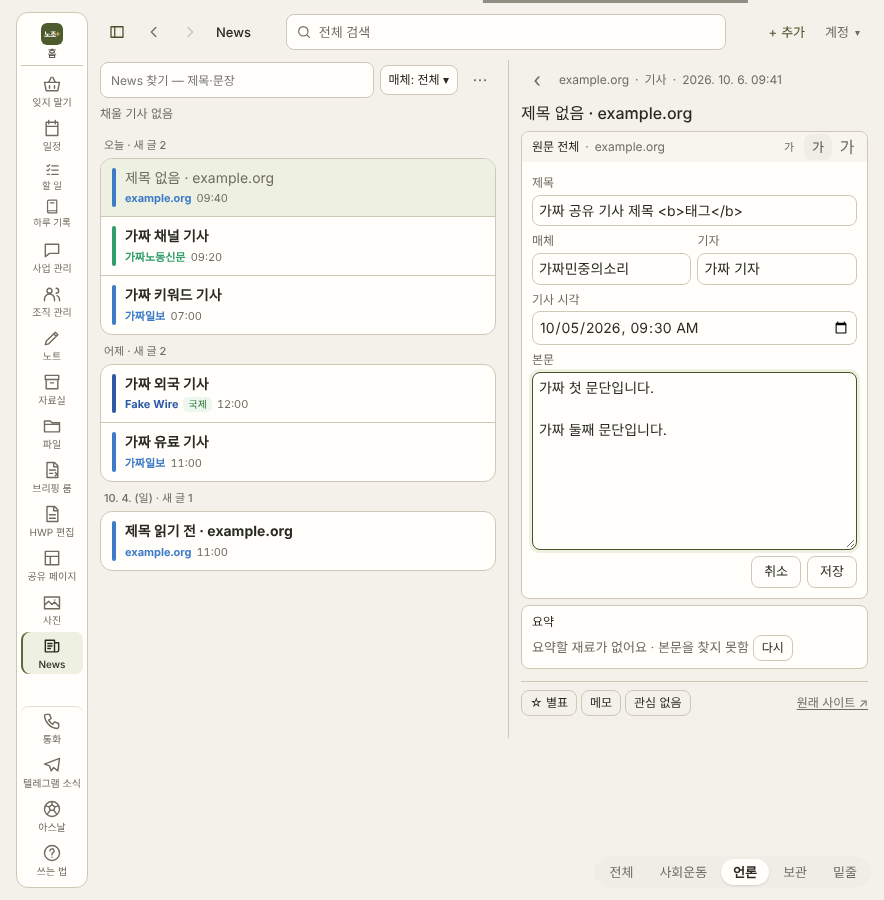 노조+
홈
잊지 말기
일정
할 일
하루 기록
사업 관리
조직 관리
노트
자료실
파일
브리핑 룸
HWP 편집
공유 페이지
사진
News
통화
텔레그램 소식
아스날
쓰는 법
News
전체 검색
+ 추가
계정 ▾
News 찾기 — 제목·문장
매체: 전체 ▾
···
채울 기사 없음
오늘 · 새 글 2
제목 없음 · example.org
example.org 09:40
가짜 채널 기사
가짜노동신문 09:20
가짜 키워드 기사
가짜일보 07:00
어제 · 새 글 2
가짜 외국 기사
Fake Wire 국제 12:00
가짜 유료 기사
가짜일보 11:00
10. 4. (일) · 새 글 1
제목 읽기 전 · example.org
example.org 11:00
example.org · 기사 · 2026. 10. 6. 09:41
제목 없음 · example.org
원문 전체 · example.org
가 가 가
제목
가짜 공유 기사 제목 <b>태그</b>
매체 기자
가짜민중의소리 가짜 기자
기사 시각
10/05/2026, 09:30 AM
본문
가짜 첫 문단입니다.
가짜 둘째 문단입니다.
취소 저장
요약
요약할 재료가 없어요 · 본문을 찾지 못함 다시
☆ 별표 메모 관심 없음 원래 사이트 ↗
전체 사회운동 언론 보관 밑줄